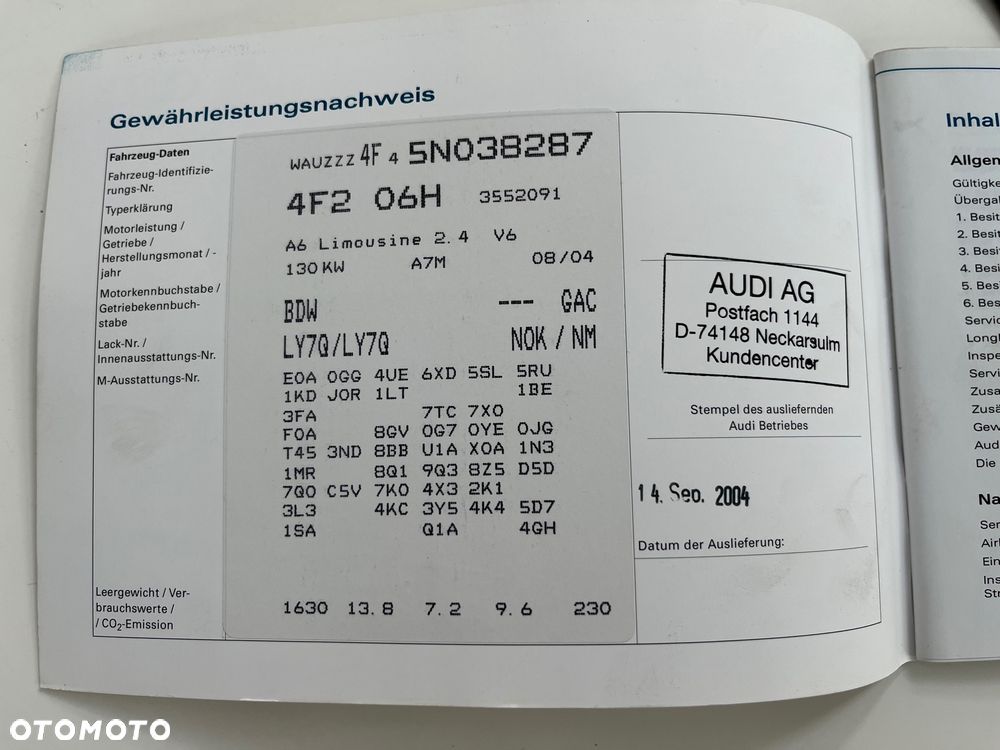 Gewährleistungsnachweis
Fahrzeug-Daten
Fahrzeug-Identifizie-
rungs-Nr.
Typerklärung
Motorleistung /
Getriebe /
Herstellungsmonat / -
jahr
Motorkennbuchstabe /
Getriebekennbuch-
stabe
Lack-Nr. /
Innenausstattungs-Nr.
M-Ausstattungs-Nr.
Leergewicht / Ver-
brauchswerte /
/ CO2-Emission
WAUZZZ 4F 4 5N038287
4F2 06H 3552091
A6 Limousine 2.4 V6
130 KW A7M 08/04
BDW --- GAC
LY7Q/LY7Q NOK / NM
E0A 0GG 4UE 6XD 5SL 5RU
1KD J0R 1LT 1BE
3FA 7TC 7X0
F0A 8GV 0G7 0YE 0JG
T45 3ND 8BB U1A X0A 1N3
1MR 8Q1 9Q3 8Z5 D5D
7Q0 C5V 7K0 4X3 2K1
3L3 4KC 3Y5 4K4 5D7
1SA Q1A 4GH
1630 13.8 7.2 9.6 230
AUDI AG
Postfach 1144
D-74148 Neckarsulm
Kundencenter
Stempel des ausliefernden
Audi Betriebes
14. Sep. 2004
Datum der Auslieferung:
Inhal
Allgem
Gültigke
Übergal
1. Besit
2. Besit
3. Besi
4. Besi
5. Besi
6. Bes
Servic
Longl
Inspe
Servi
Zusa
Zusä
Gew
Aud
Die
Na
Ser
Airl
Ein
Ins
Str
OTOMOTO